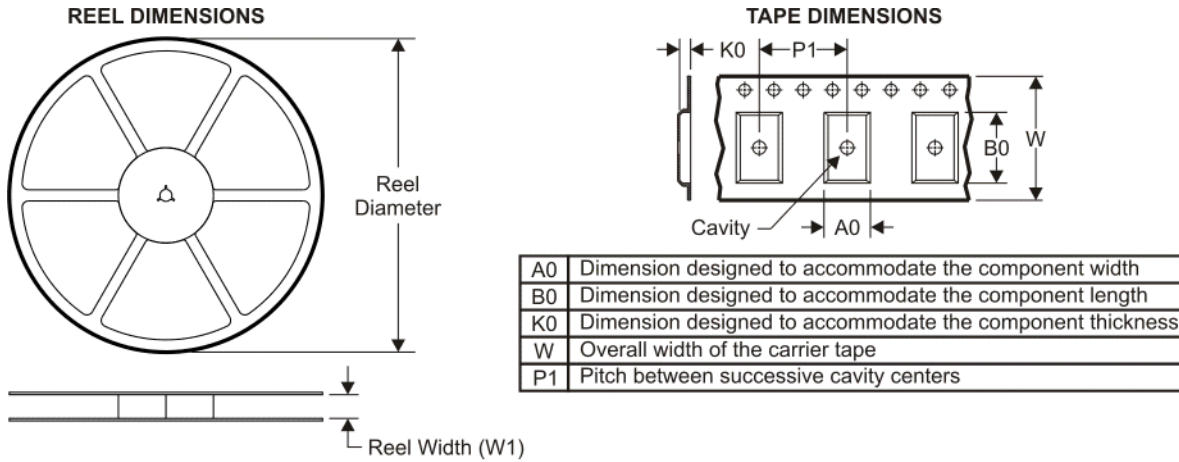 REEL DIMENSIONS
Reel
Diameter
Reel Width (W1)
TAPE DIMENSIONS
K0
P1
B0
W
Cavity
A0
A0 Dimension designed to accommodate the component width
B0 Dimension designed to accommodate the component length
K0 Dimension designed to accommodate the component thickness
W Overall width of the carrier tape
P1 Pitch between successive cavity centers